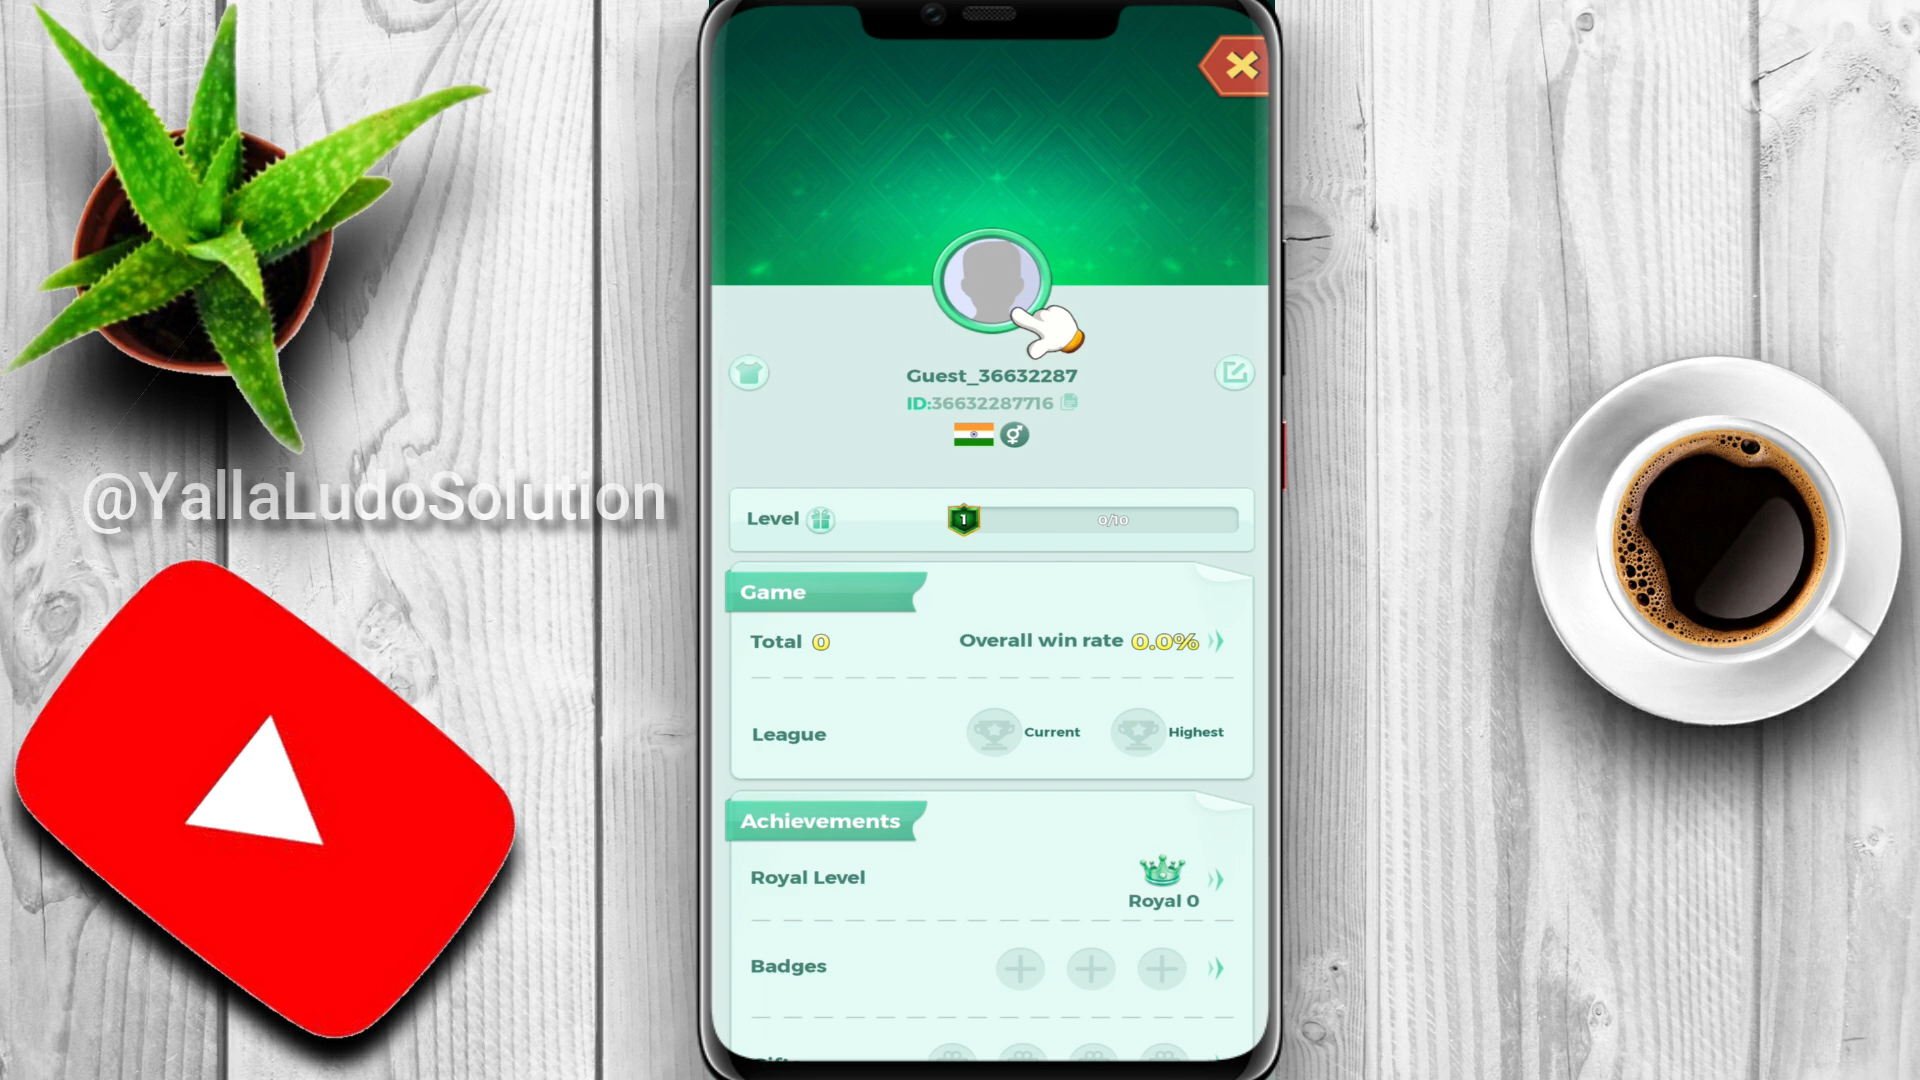 Guest_36632287
ID:36632287716
@YallaLudoSolution
Level
1
0/10
Game
Total 0
Overall win rate 0.0%
League
Current
Highest
Achievements
Royal Level
Royal 0
Badges